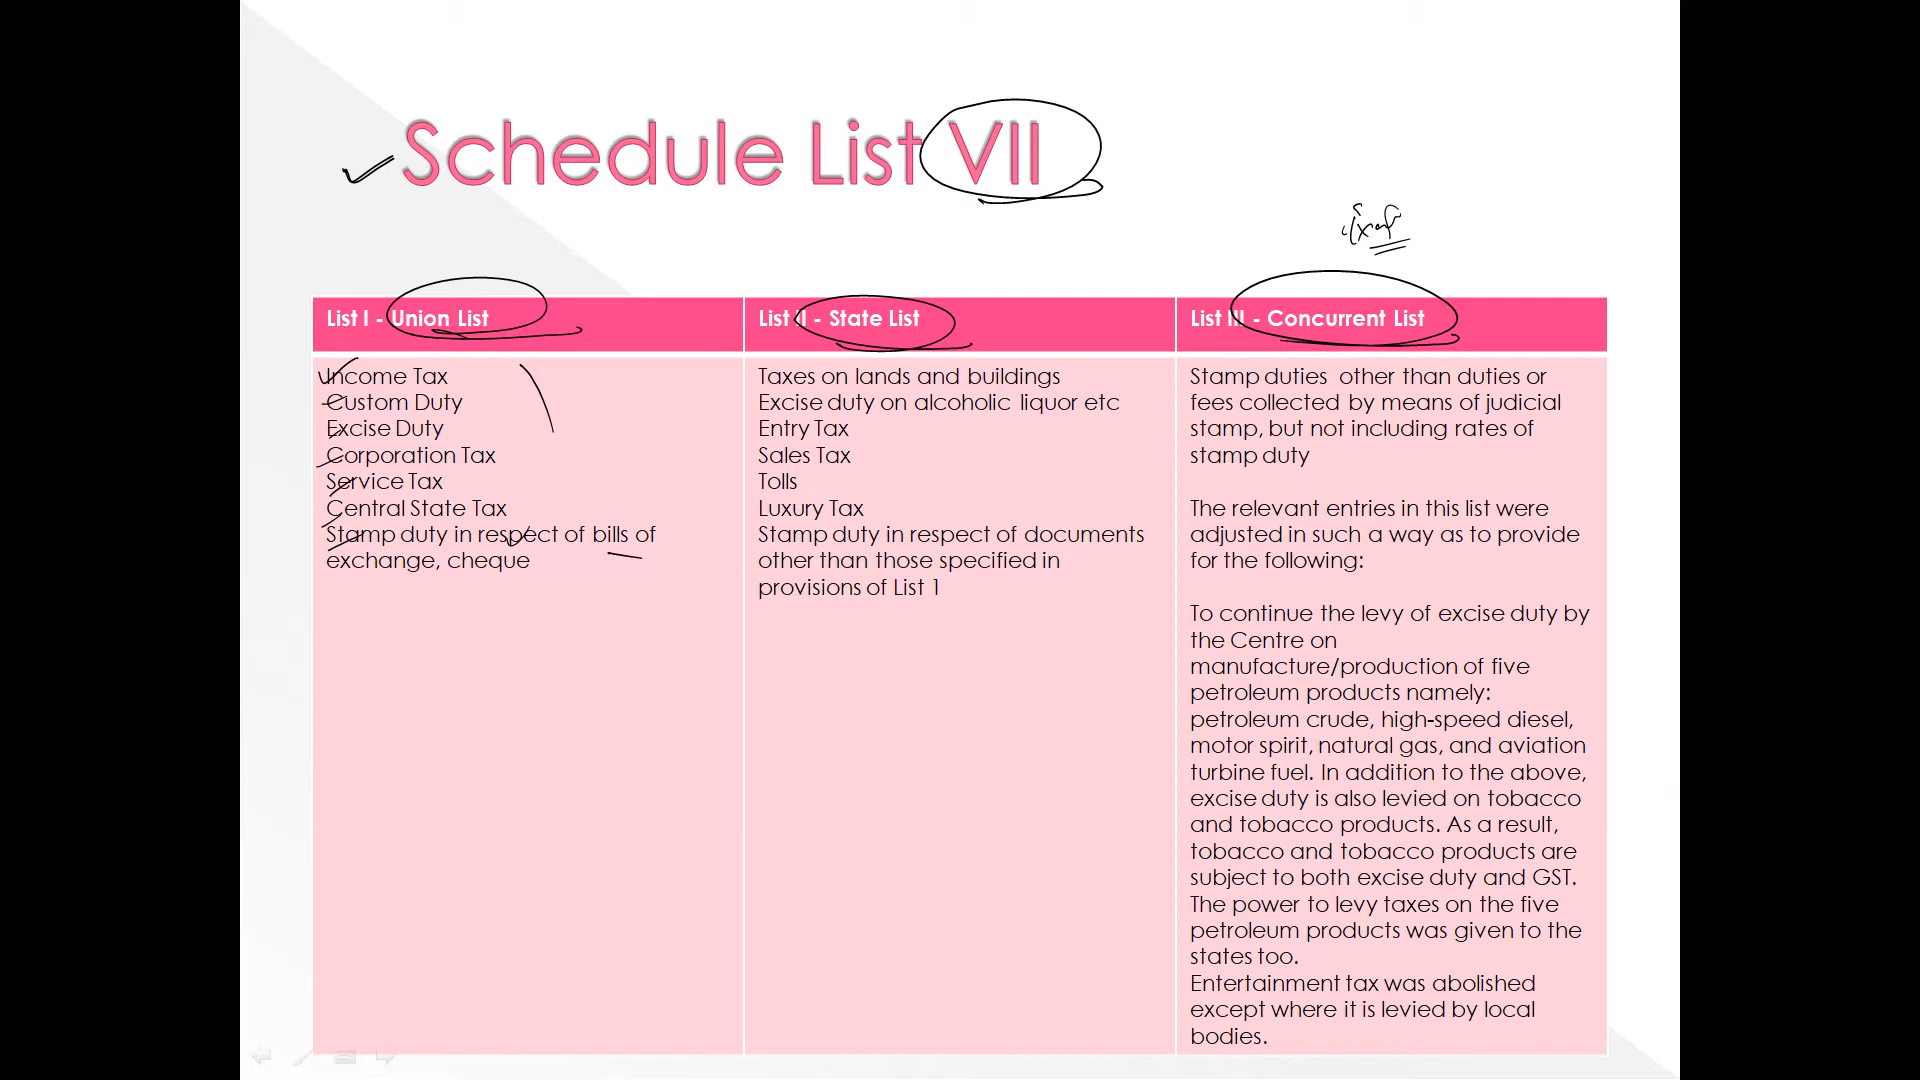 Schedule List VII
List I - Union List
List II - State List
List III - Concurrent List
Income Tax
Custom Duty
Excise Duty
Corporation Tax
Service Tax
Central State Tax
Stamp duty in respect of bills of
exchange, cheque
Taxes on lands and buildings
Excise duty on alcoholic liquor etc
Entry Tax
Sales Tax
Tolls
Luxury Tax
Stamp duty in respect of documents
other than those specified in
provisions of List 1
Stamp duties other than duties or
fees collected by means of judicial
stamp, but not including rates of
stamp duty
The relevant entries in this list were
adjusted in such a way as to provide
for the following:
To continue the levy of excise duty by
the Centre on
manufacture/production of five
petroleum products namely:
petroleum crude, high-speed diesel,
motor spirit, natural gas, and aviation
turbine fuel. In addition to the above,
excise duty is also levied on tobacco
and tobacco products. As a result,
tobacco and tobacco products are
subject to both excise duty and GST.
The power to levy taxes on the five
petroleum products was given to the
states too.
Entertainment tax was abolished
except where it is levied by local
bodies.